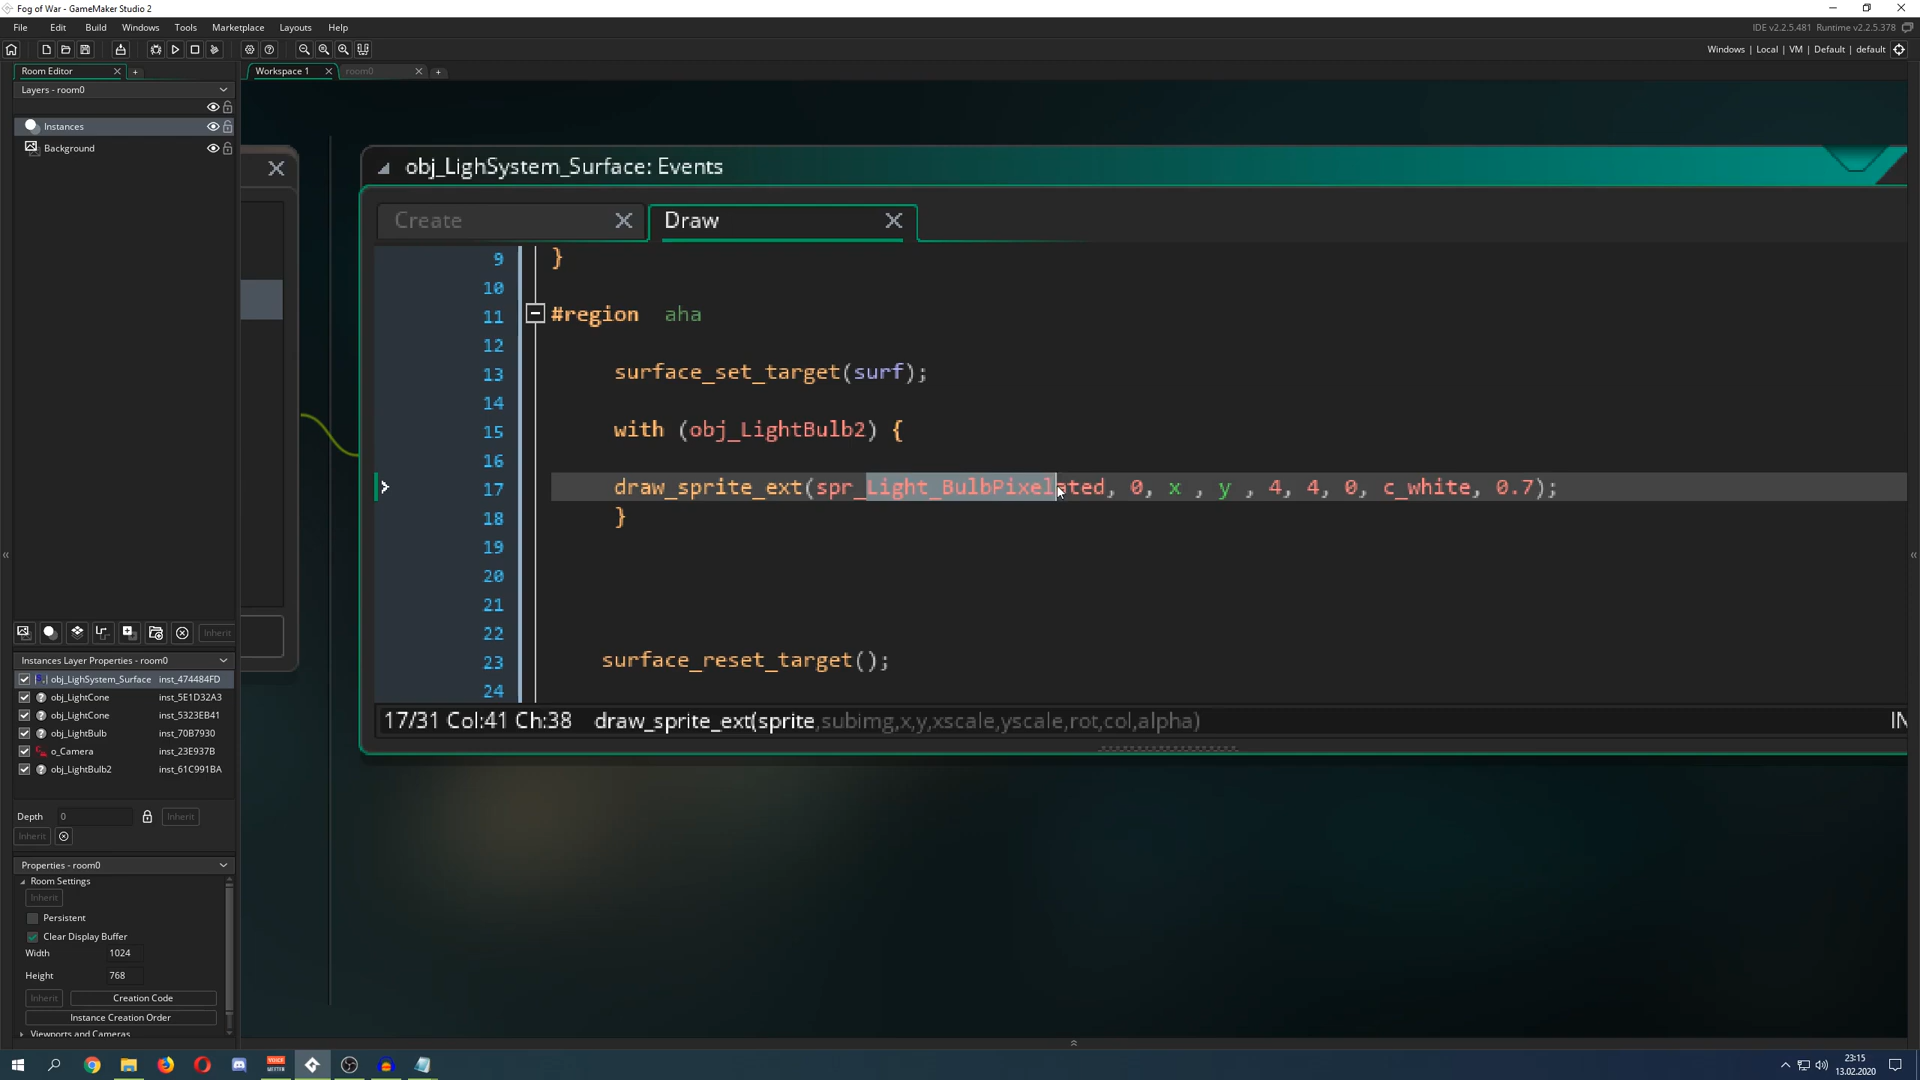 Fog of War - GameMaker Studio 2
File Edit Build Windows Tools Marketplace Layouts Help
IDE v2.2.5.481 Runtime v2.2.5.378
Windows | Local | VM | Default | default
Room Editor
Workspace 1
room0
Layers - room0
Instances
Background
obj_LighSystem_Surface: Events
Create
Draw
9 }
10
11 #region aha
12
13 surface_set_target(surf);
14
15 with (obj_LightBulb2) {
16
17 draw_sprite_ext(spr_Light_BulbPixelated, 0, x , y , 4, 4, 0, c_white, 0.7);
18 }
19
20
21
22
23 surface_reset_target();
24
17/31 Col:41 Ch:38 draw_sprite_ext(sprite,subimg,x,y,xscale,yscale,rot,col,alpha)
IN
Inherit
Instances Layer Properties - room0
obj_LighSystem_Surface inst_474484FD
obj_LightCone inst_5E1D32A3
obj_LightCone inst_5323EB41
obj_LightBulb inst_70B7930
o_Camera inst_23E937B
obj_LightBulb2 inst_61C991BA
Depth 0 Inherit
Inherit
Properties - room0
Room Settings
Inherit
Persistent
Clear Display Buffer
Width 1024
Height 768
Inherit Creation Code
Instance Creation Order
Viewports and Cameras
23:15
13.02.2020